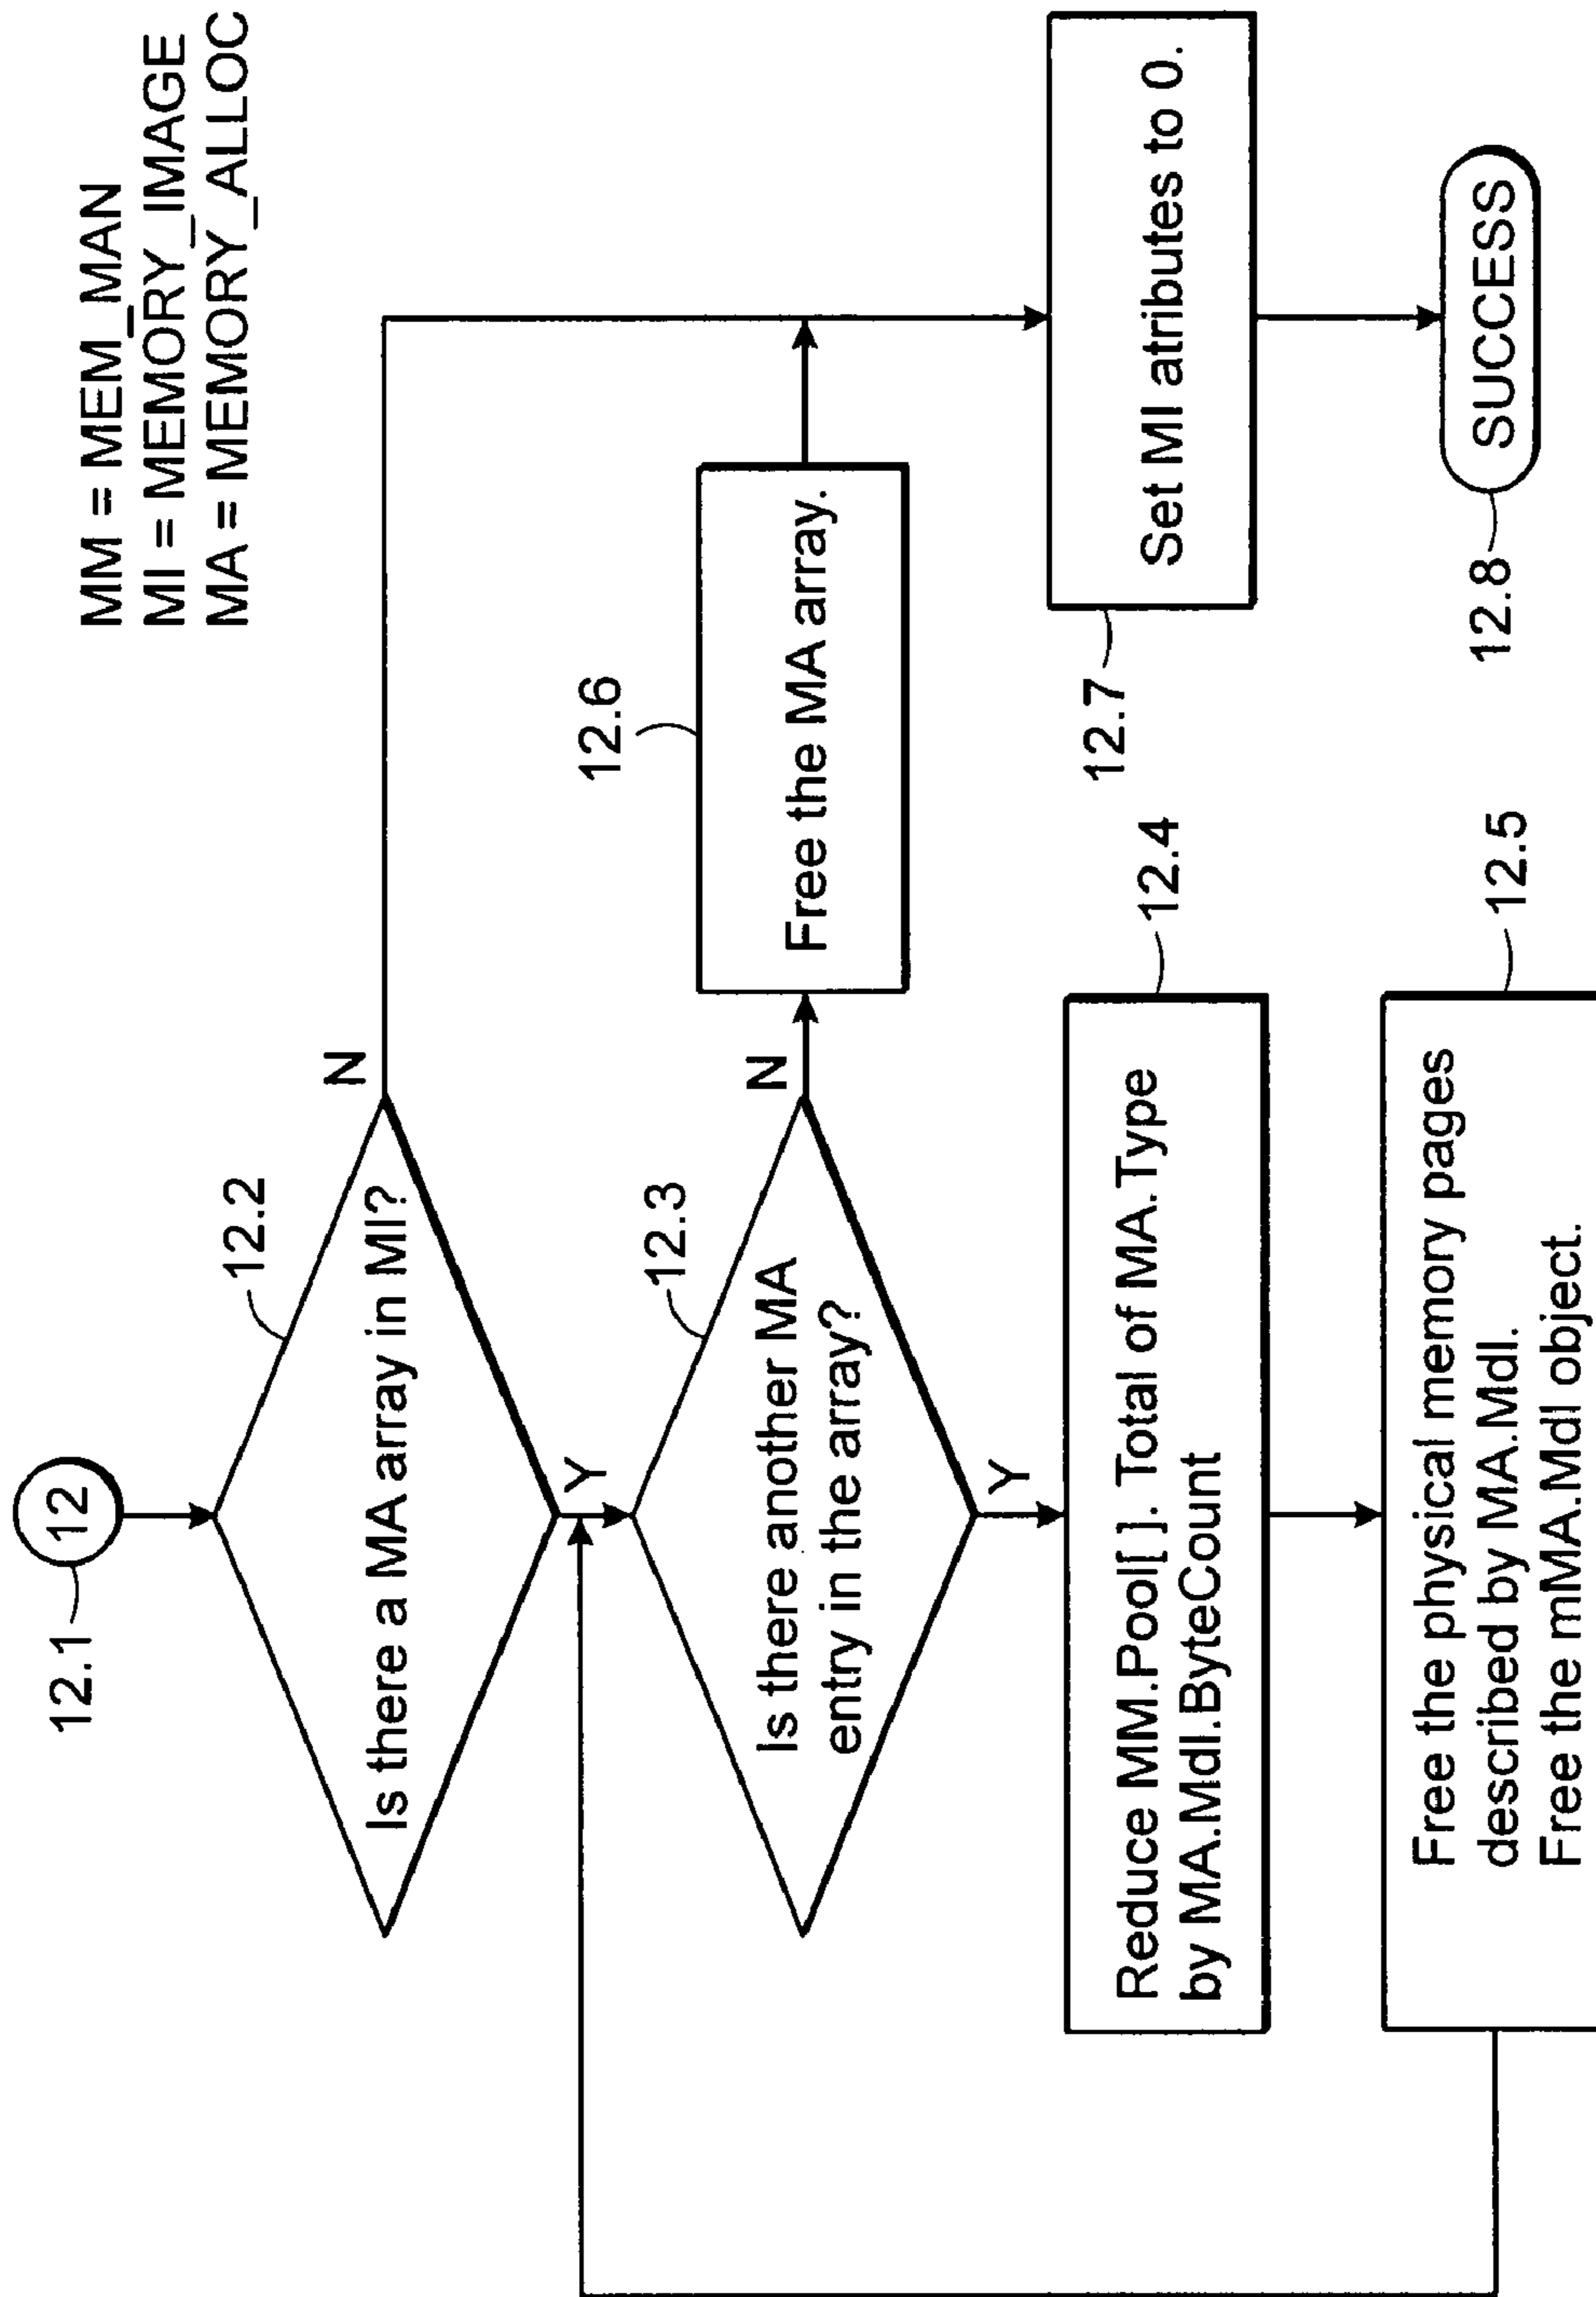 MM = MEM_MAN
MI = MEMORY_IMAGE
MA = MEMORY_ALLOC
12.1
12
12.2
Is there a MA array in MI?
N
Y
12.3
Is there another MA
entry in the array?
N
Y
12.6
Free the MA array.
12.4
Reduce MM.Pool[ ]. Total of MA.Type
by MA.Mdl.ByteCount
12.7
Set MI atributes to 0.
12.5
Free the physical memory pages
described by MA.Mdl.
Free the mMA.Mdl object.
12.8
SUCCESS